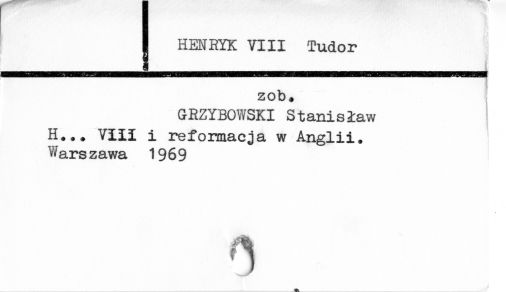 HENRYK VIII Tudor
zob.
GRZYBOWSKI Stanisław
H... VIII i reformacja w Anglii.
Warszawa 1969